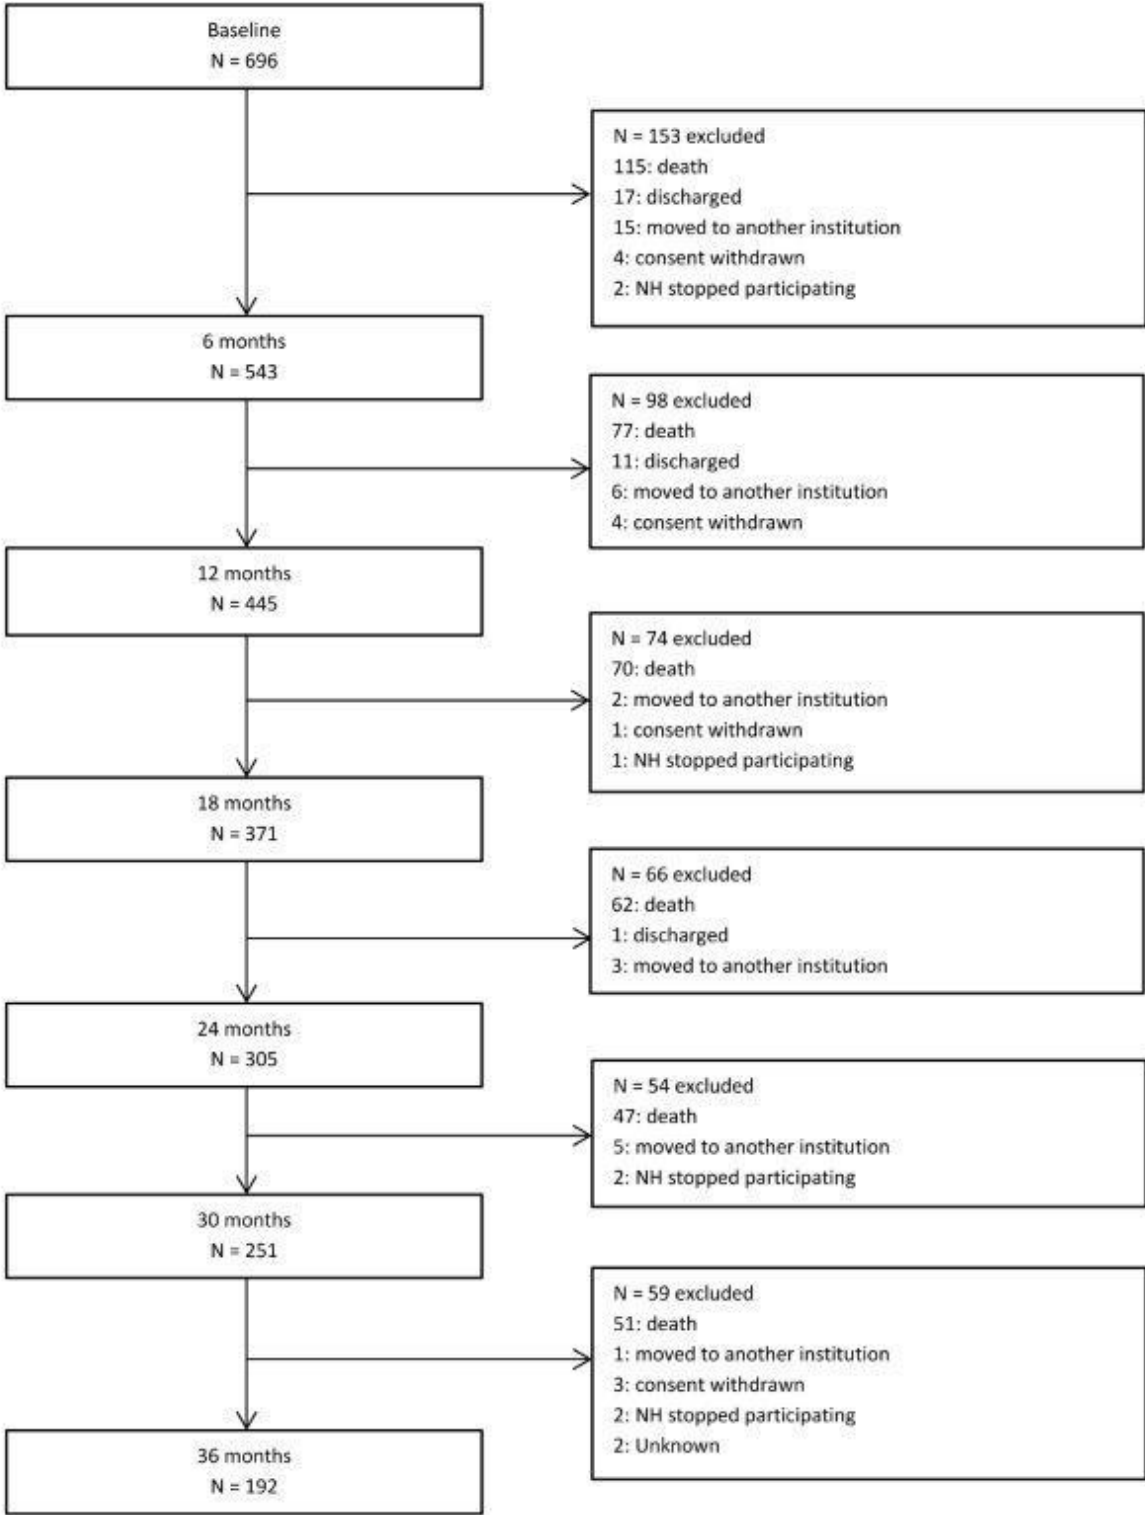 Baseline
N = 696
N = 153 excluded
115: death
17: discharged
15: moved to another institution
4: consent withdrawn
2: NH stopped participating
6 months
N = 543
N = 98 excluded
77: death
11: discharged
6: moved to another institution
4: consent withdrawn
12 months
N = 445
N = 74 excluded
70: death
2: moved to another institution
1: consent withdrawn
1: NH stopped participating
18 months
N = 371
N = 66 excluded
62: death
1: discharged
3: moved to another institution
24 months
N = 305
N = 54 excluded
47: death
5: moved to another institution
2: NH stopped participating
30 months
N = 251
N = 59 excluded
51: death
1: moved to another institution
3: consent withdrawn
2: NH stopped participating
2: Unknown
36 months
N = 192